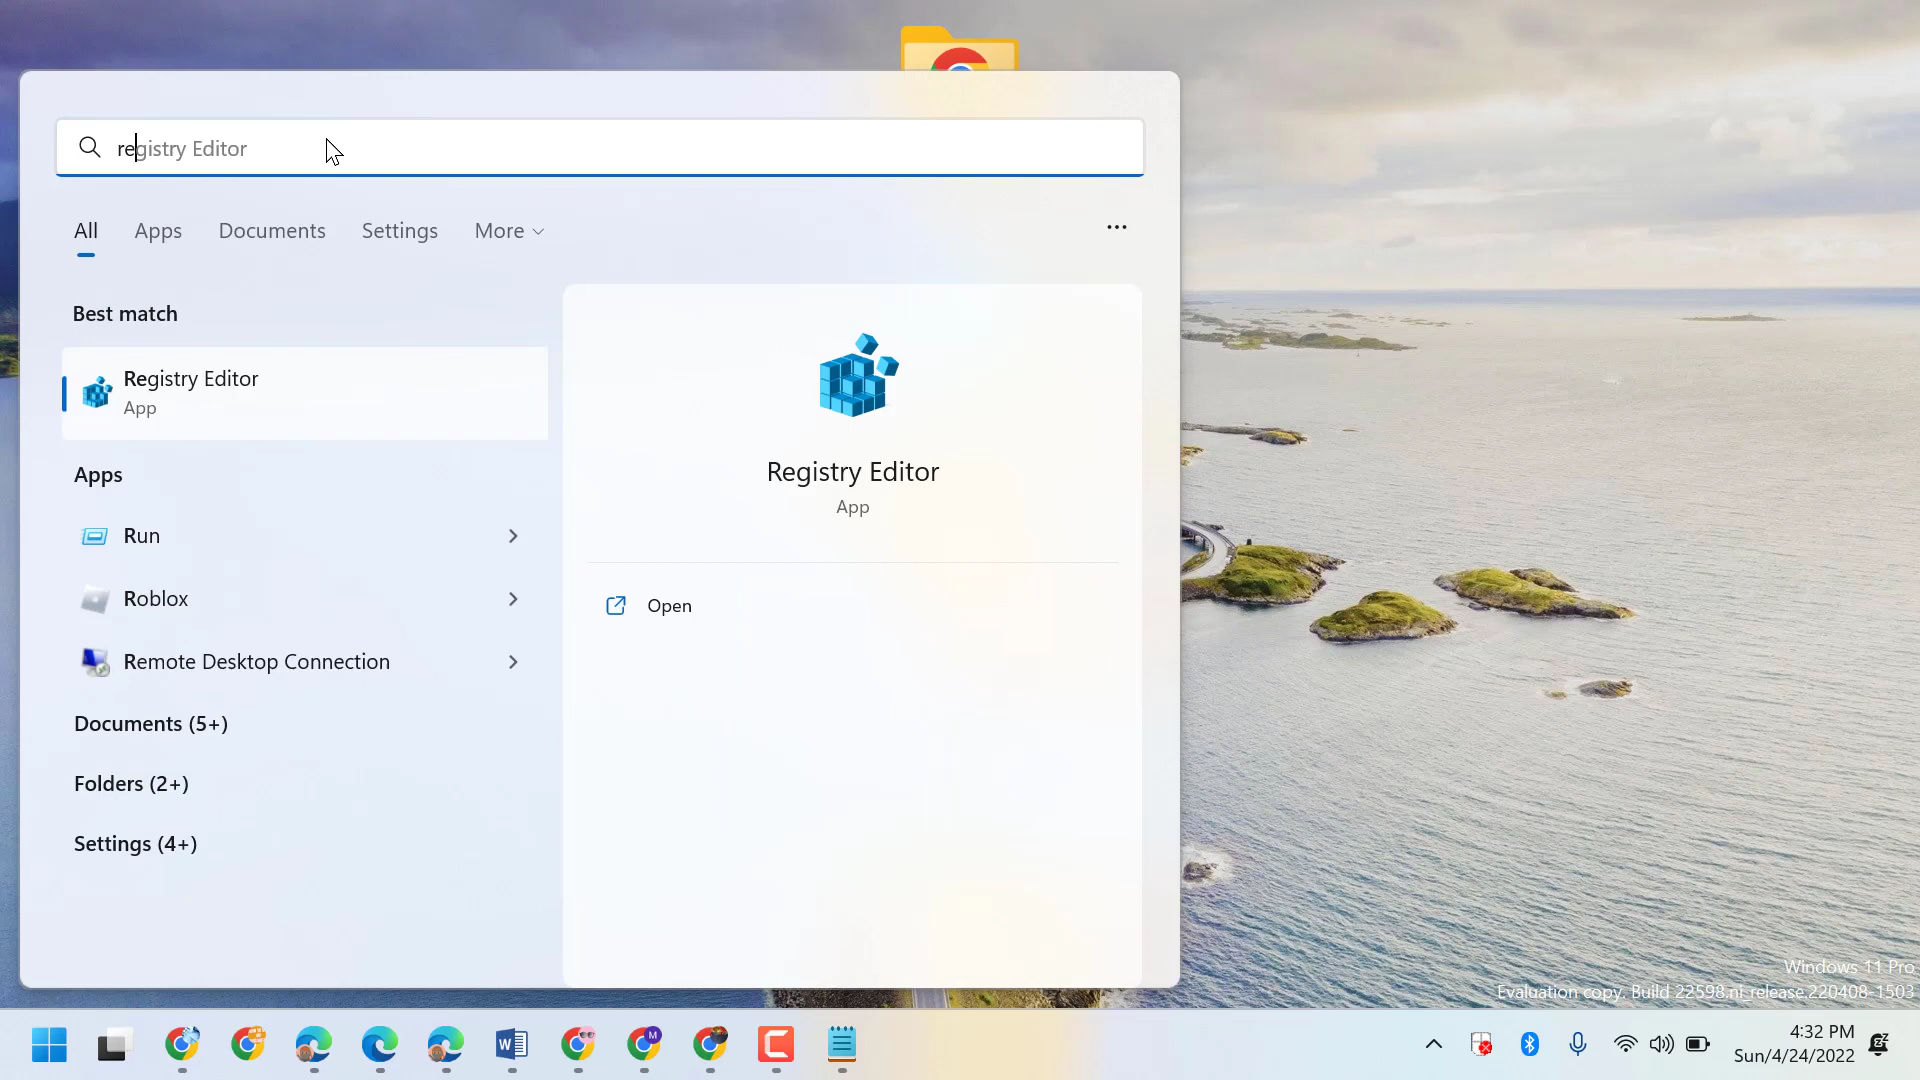 registry Editor
All Apps Documents Settings More
Best match
Registry Editor
App
Apps
Run
Roblox
Remote Desktop Connection
Documents (5+)
Folders (2+)
Settings (4+)
Registry Editor
App
Open
Windows 11 Pro
Evaluation copy. Build 22598.ni_release.220408-1503
W
M
4:32 PM
Sun/4/24/2022